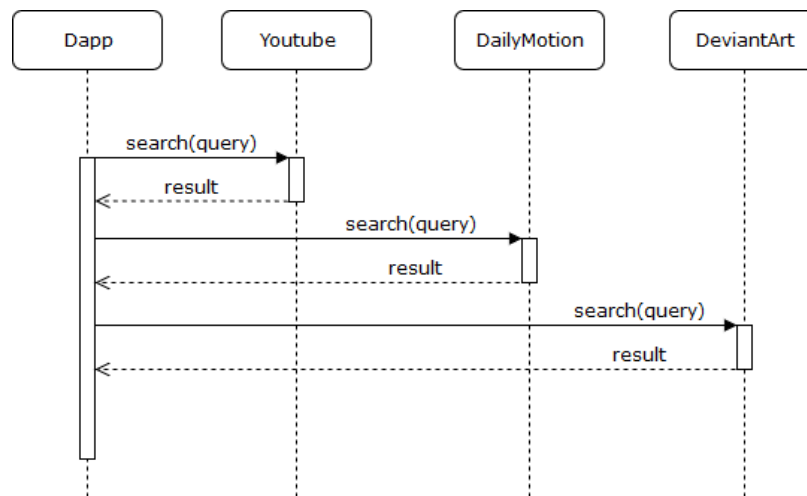 Dapp
Youtube
DailyMotion
DeviantArt
search(query)
result
search(query)
result
search(query)
result